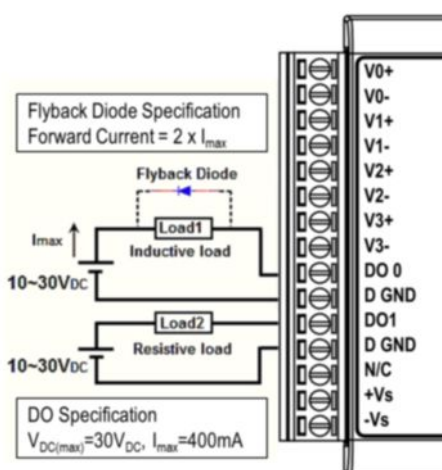 Flyback Diode Specification
Forward Current = 2 x Imax
Flyback Diode
Imax
Load1
Inductive load
10~30VDC
Load2
Resistive load
10~30VDC
DO Specification
VDC(max)=30VDC, Imax=400mA
V0+
V0-
V1+
V1-
V2+
V2-
V3+
V3-
DO 0
D GND
DO1
D GND
N/C
+Vs
-Vs